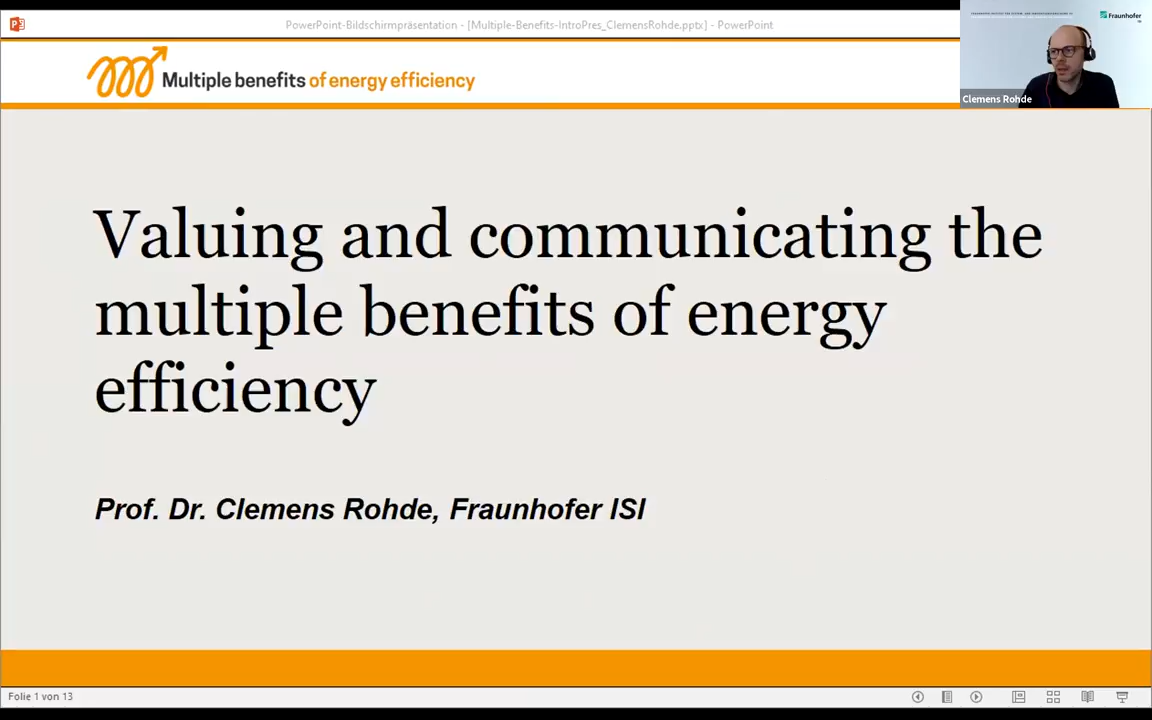 PowerPoint-Bildschirmpräsentation - [Multiple-Benefits-IntroPres_ClemensRohde.pptx] - PowerPoint
Fraunhofer
Multiple benefits of energy efficiency
Clemens Rohde
Valuing and communicating the
multiple benefits of energy
efficiency
Prof. Dr. Clemens Rohde, Fraunhofer ISI
Folie 1 von 13